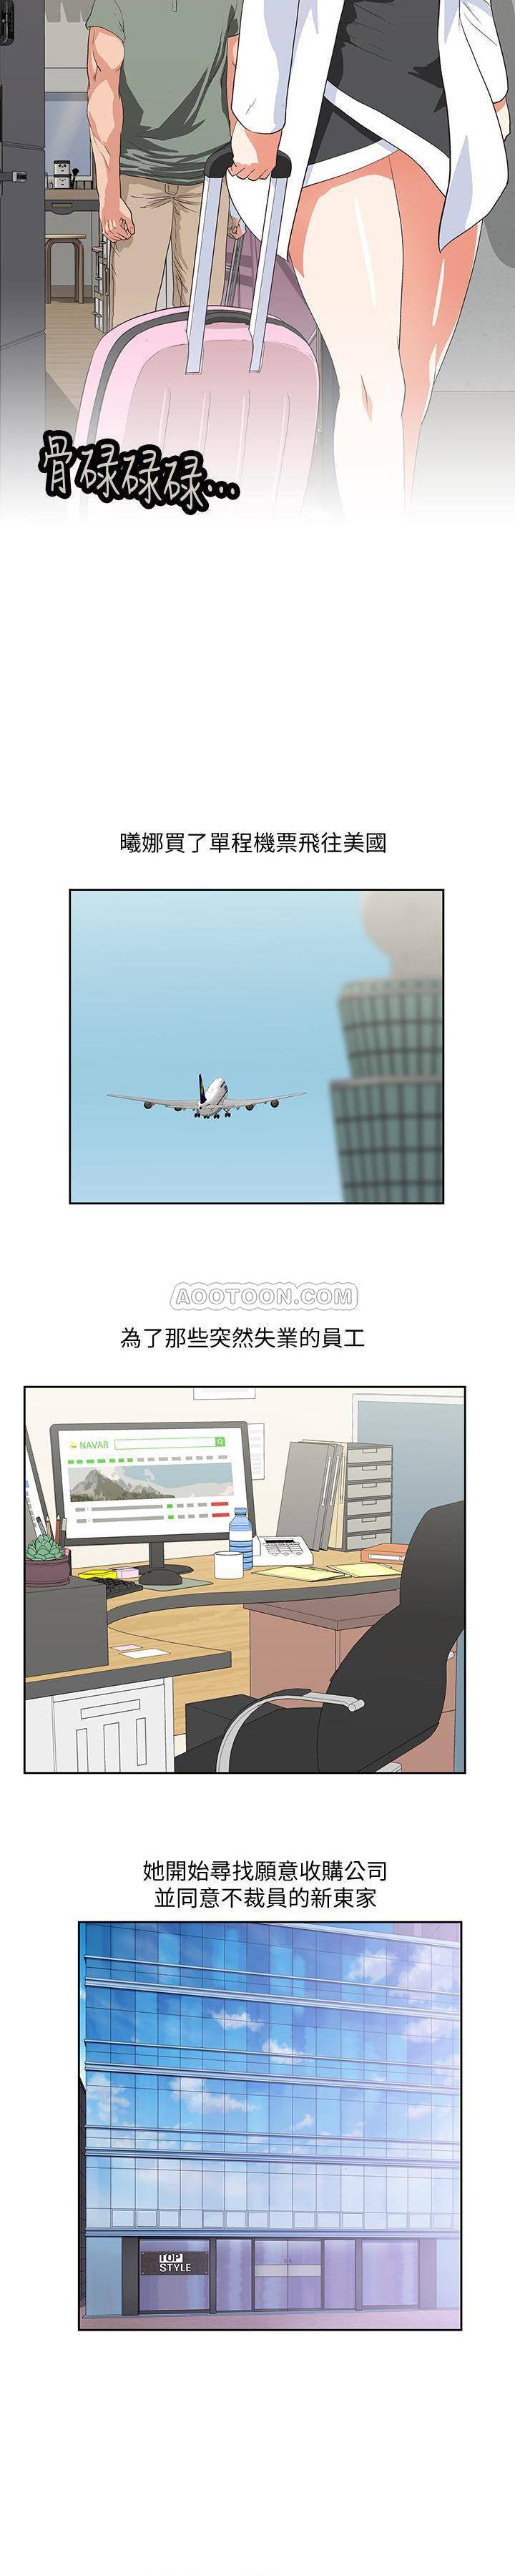 骨碌碌碌…
曦娜買了單程機票飛往美國
AOOTOON.COM
為了那些突然失業的員工
NAVAR
她開始尋找願意收購公司
並同意不裁員的新東家
TOP
STYLE